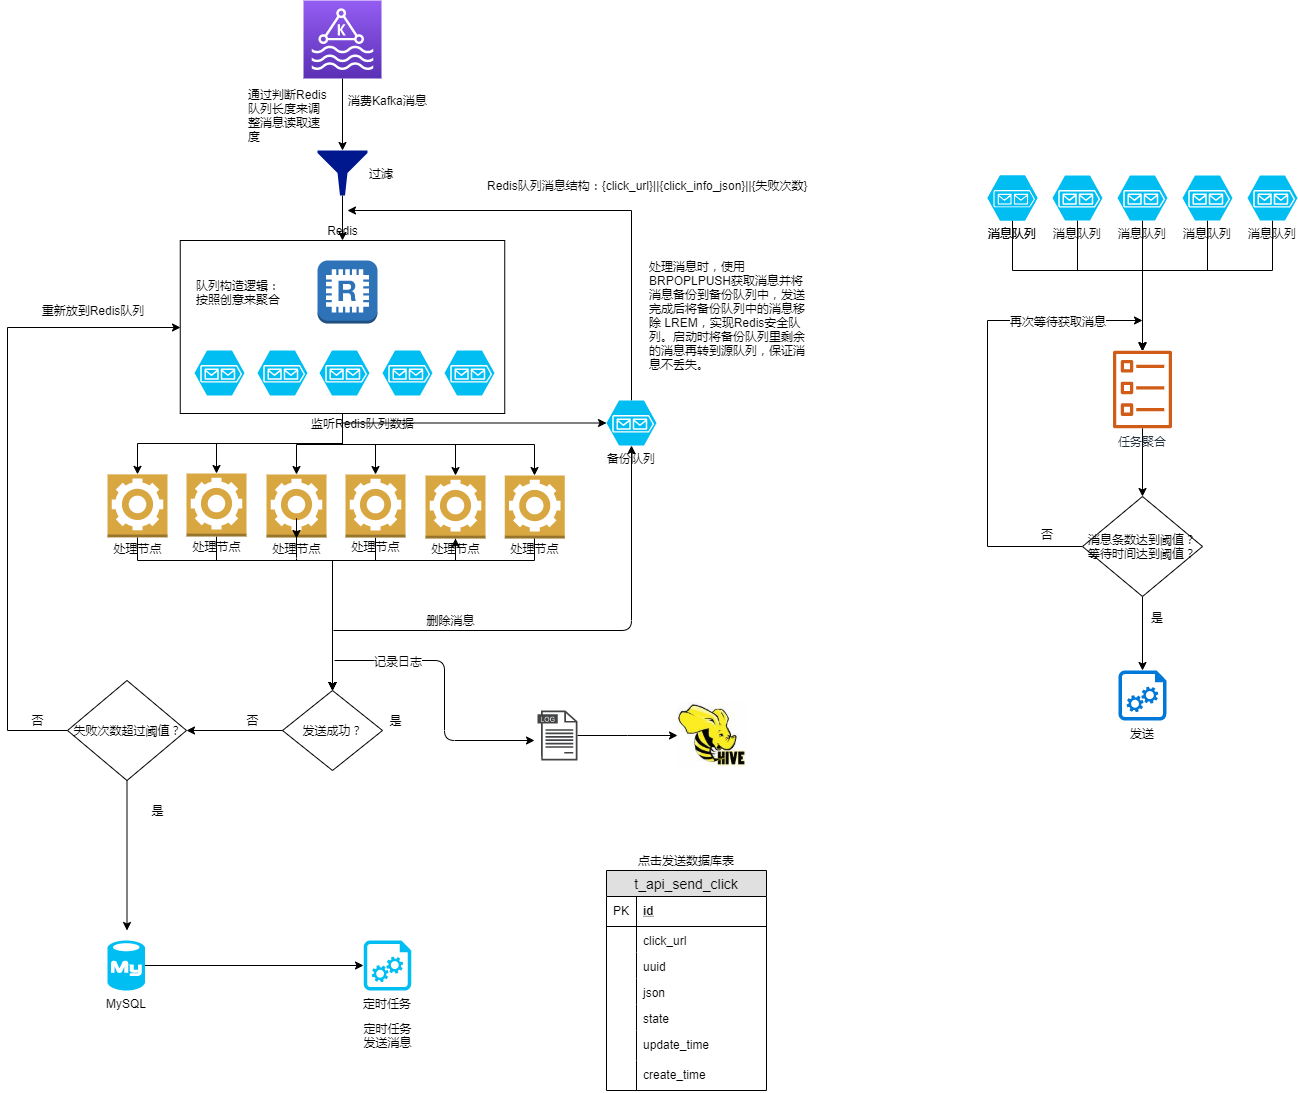 K
通过判断Redis
队列长度来调
整消息读取速
度
消费Kafka消息
过滤
Redis队列消息结构：{click_url}||{click_info_json}||{失败次数}
Redis
队列构造逻辑：
按照创意来聚合
R
重新放到Redis队列
处理消息时，使用
BRPOPLPUSH获取消息并将
消息备份到备份队列中，发送
完成后将备份队列中的消息移
除 LREM，实现Redis安全队
列。启动时将备份队列里剩余
的消息再转到源队列，保证消
息不丢失。
监听Redis队列数据
备份队列
处理节点
处理节点
处理节点
处理节点
处理节点
处理节点
删除消息
记录日志
否
失败次数超过阈值？
否
发送成功？
是
LOG
HIVE
是
My
MySQL
定时任务
定时任务
发送消息
点击发送数据库表
t_api_send_click
PK
id
click_url
uuid
json
state
update_time
create_time
消息队列
消息队列
消息队列
消息队列
消息队列
再次等待获取消息
任务聚合
否
消息条数达到阈值？
等待时间达到阈值？
是
发送